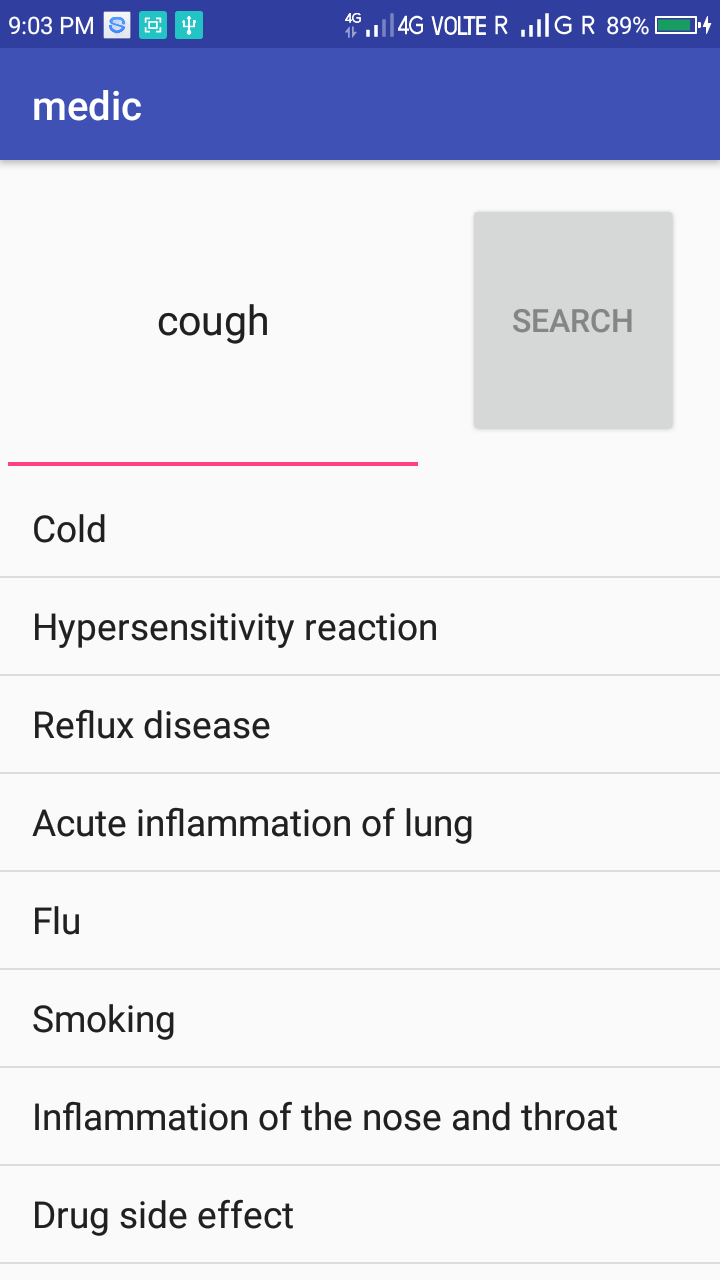 9:03 PM 4G 4G VOLTE R G R 89%
medic
cough
SEARCH
Cold
Hypersensitivity reaction
Reflux disease
Acute inflammation of lung
Flu
Smoking
Inflammation of the nose and throat
Drug side effect